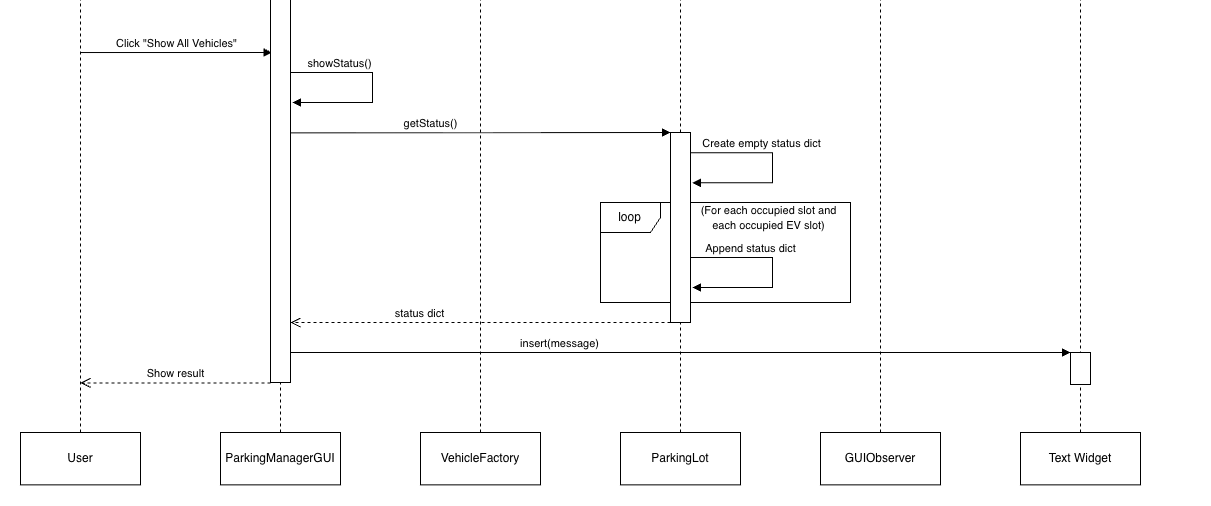 Click "Show All Vehicles"
showStatus()
getStatus()
Create empty status dict
loop
(For each occupied slot and
each occupied EV slot)
Append status dict
status dict
insert(message)
Show result
User
ParkingManagerGUI
VehicleFactory
ParkingLot
GUIObserver
Text Widget